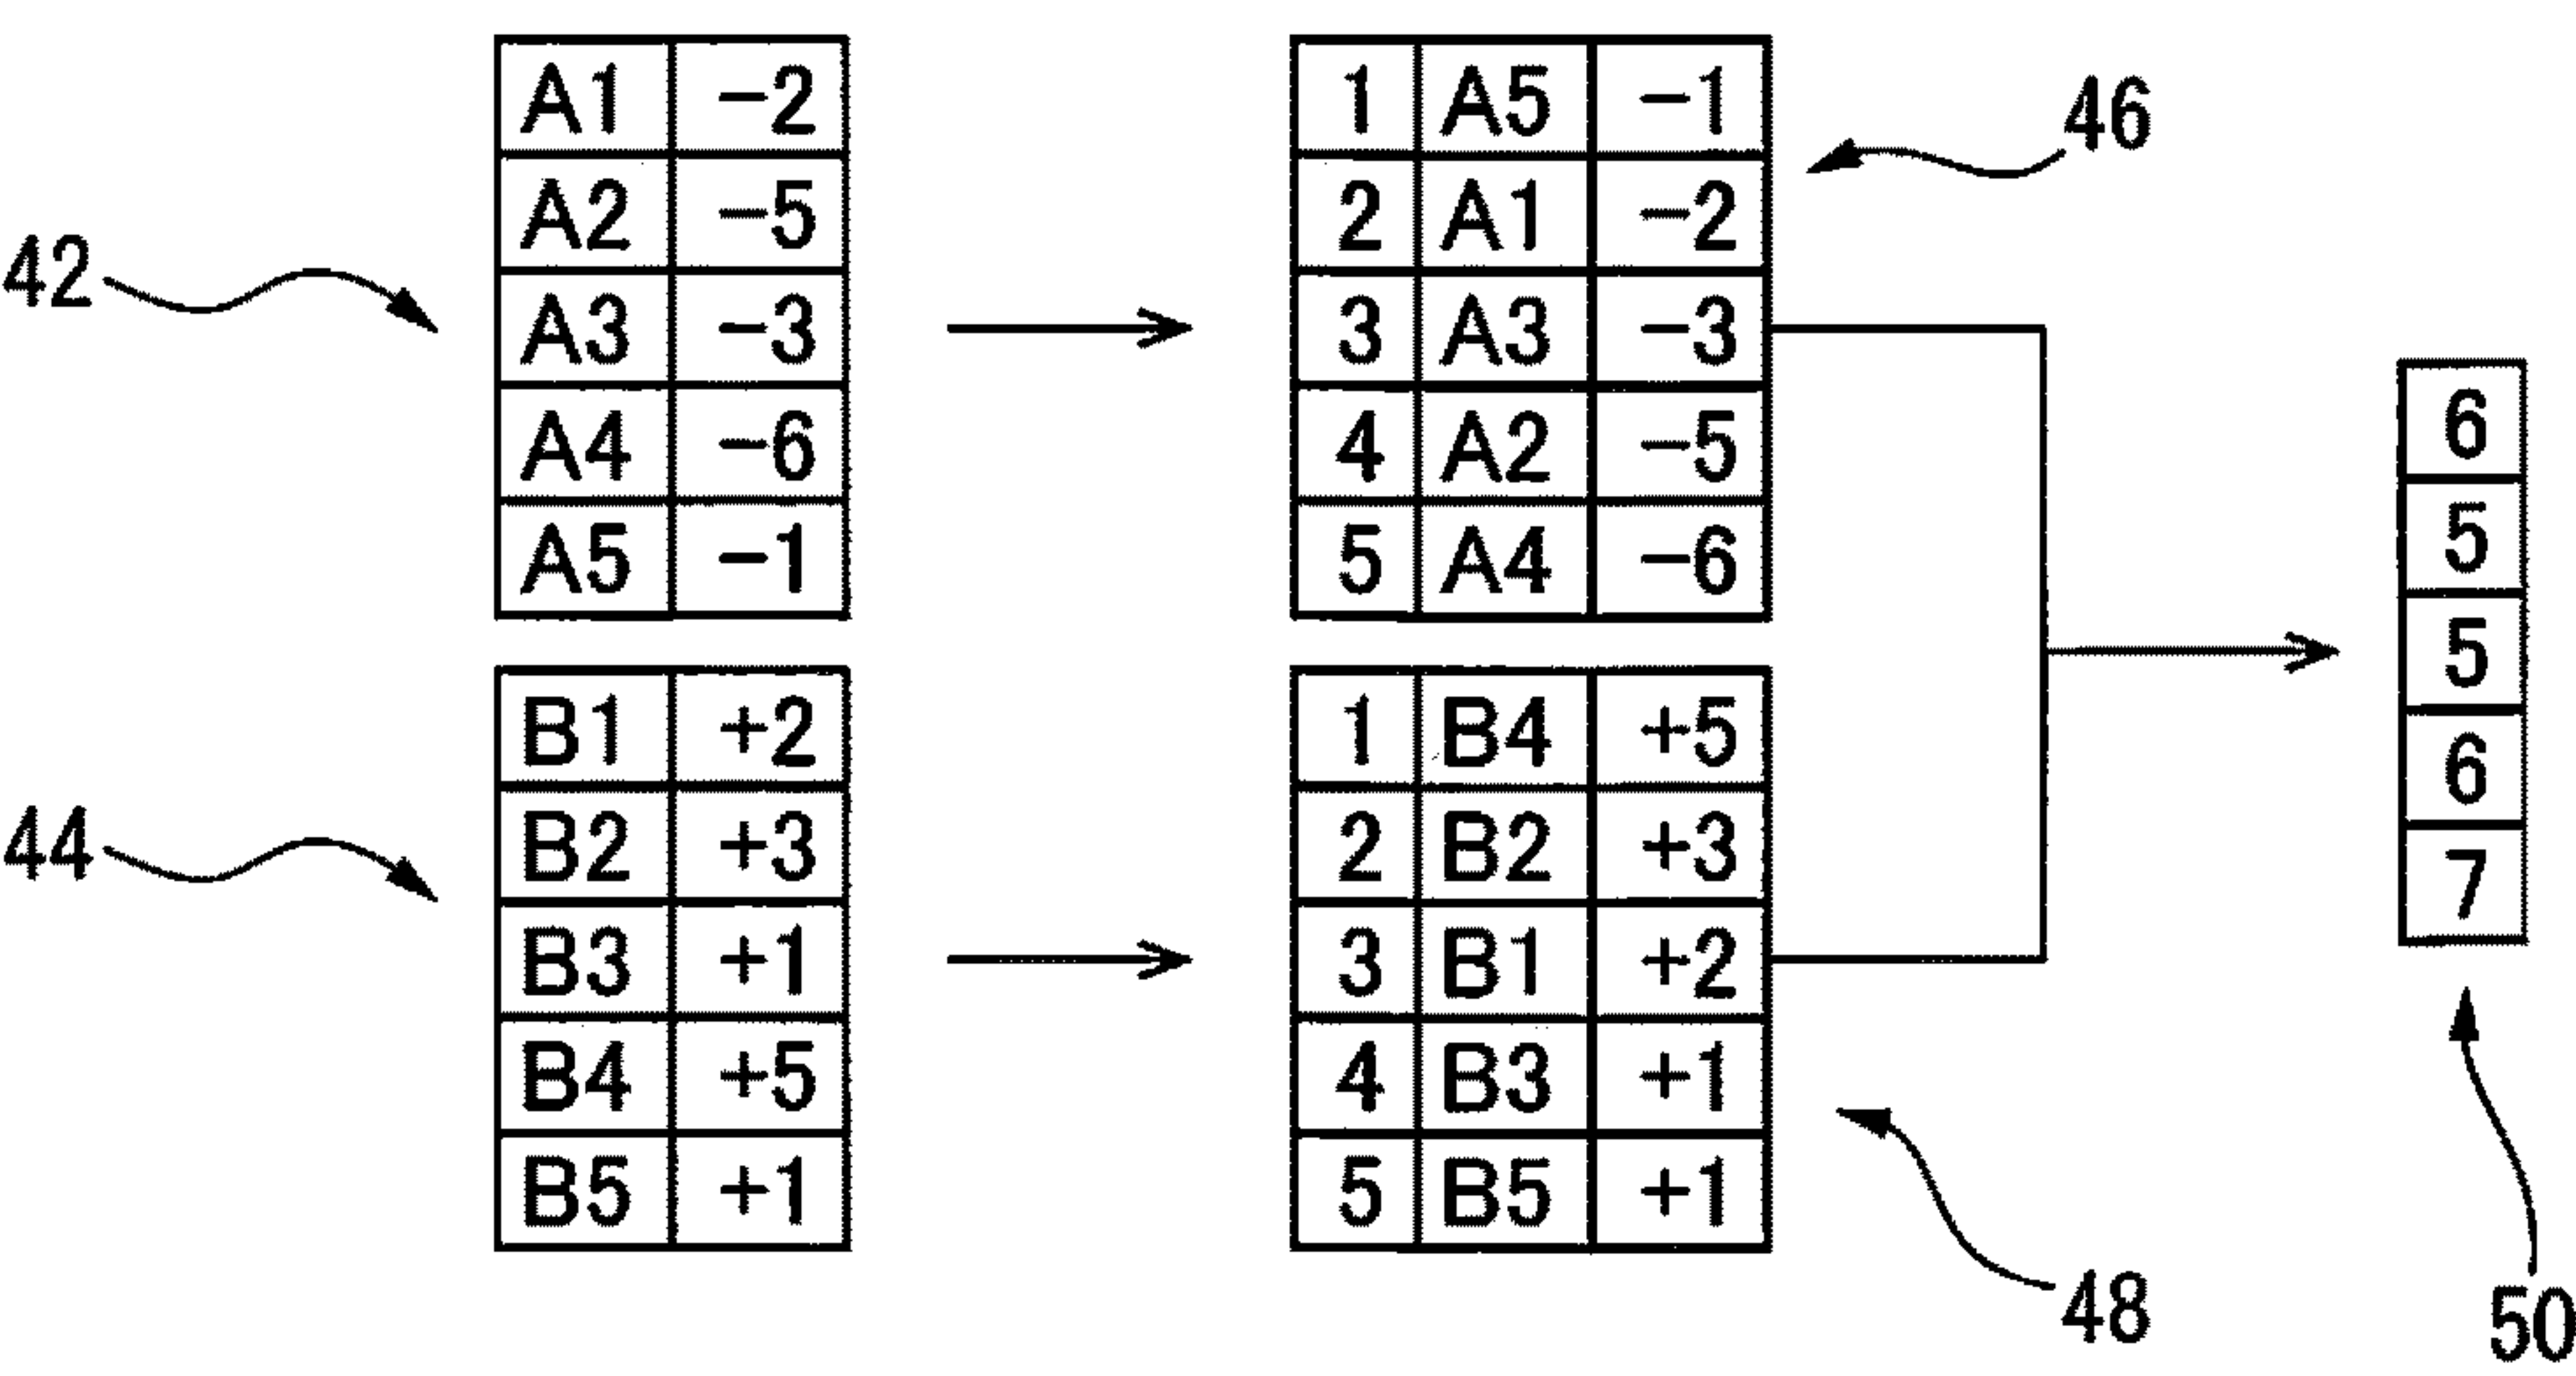 42
A1 −2
A2 −5
A3 −3
A4 −6
A5 −1
44
B1 +2
B2 +3
B3 +1
B4 +5
B5 +1
46
1 A5 −1
2 A1 −2
3 A3 −3
4 A2 −5
5 A4 −6
1 B4 +5
2 B2 +3
3 B1 +2
4 B3 +1
5 B5 +1
48
6
5
5
6
7
50